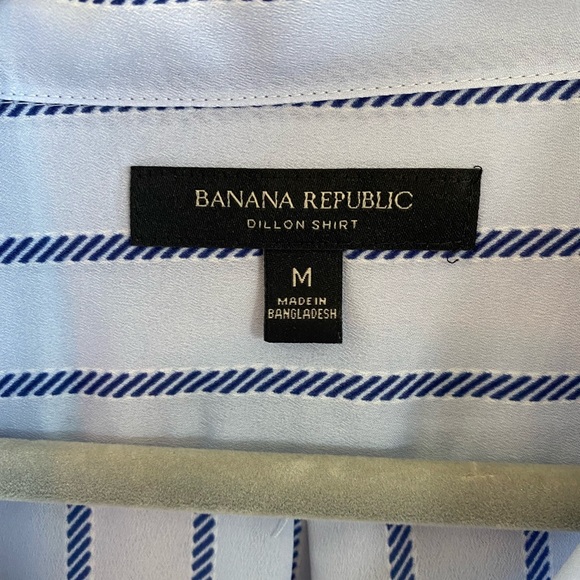 BANANA REPUBLIC
DILLON SHIRT
M
MADE IN
BANGLADESH